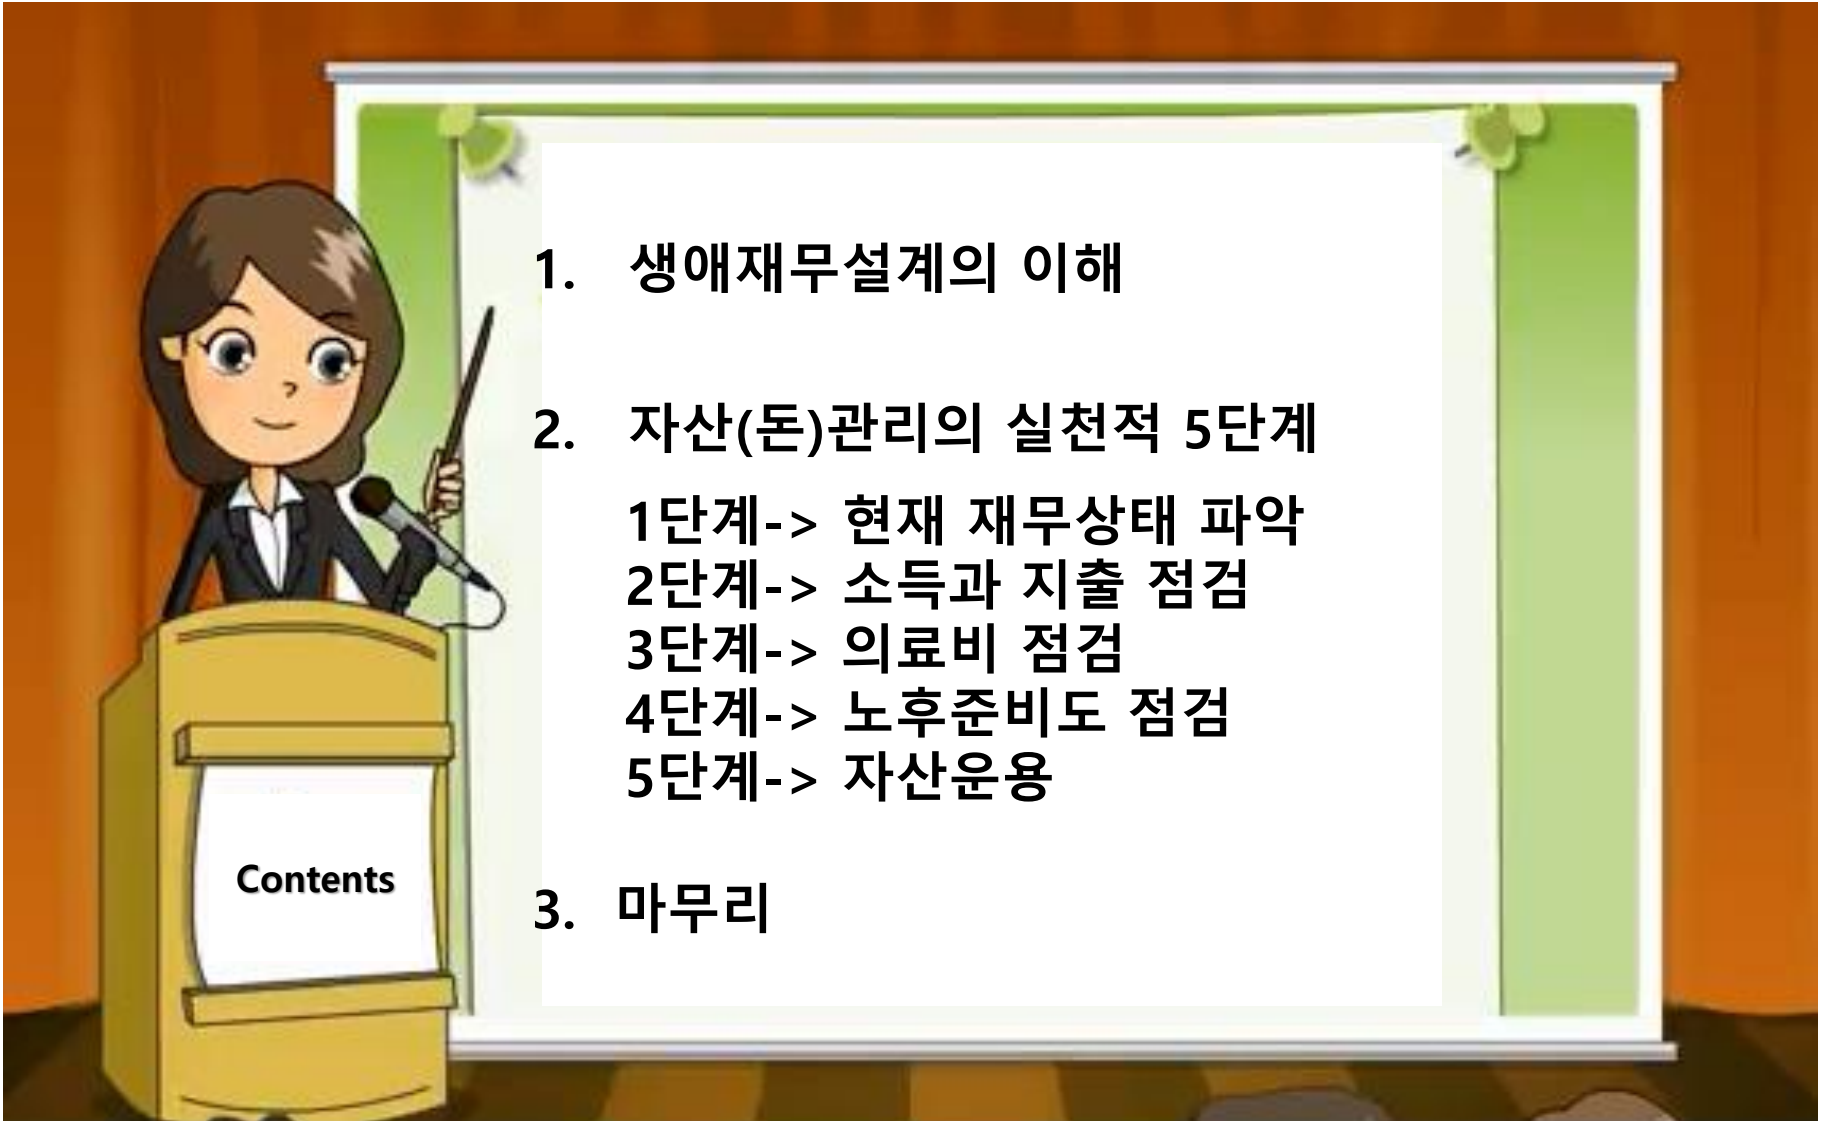 1. 생애재무설계의 이해
2. 자산(돈)관리의 실천적 5단계
1단계-> 현재 재무상태 파악
2단계-> 소득과 지출 점검
3단계-> 의료비 점검
4단계-> 노후준비도 점검
5단계-> 자산운용
3. 마무리
Contents